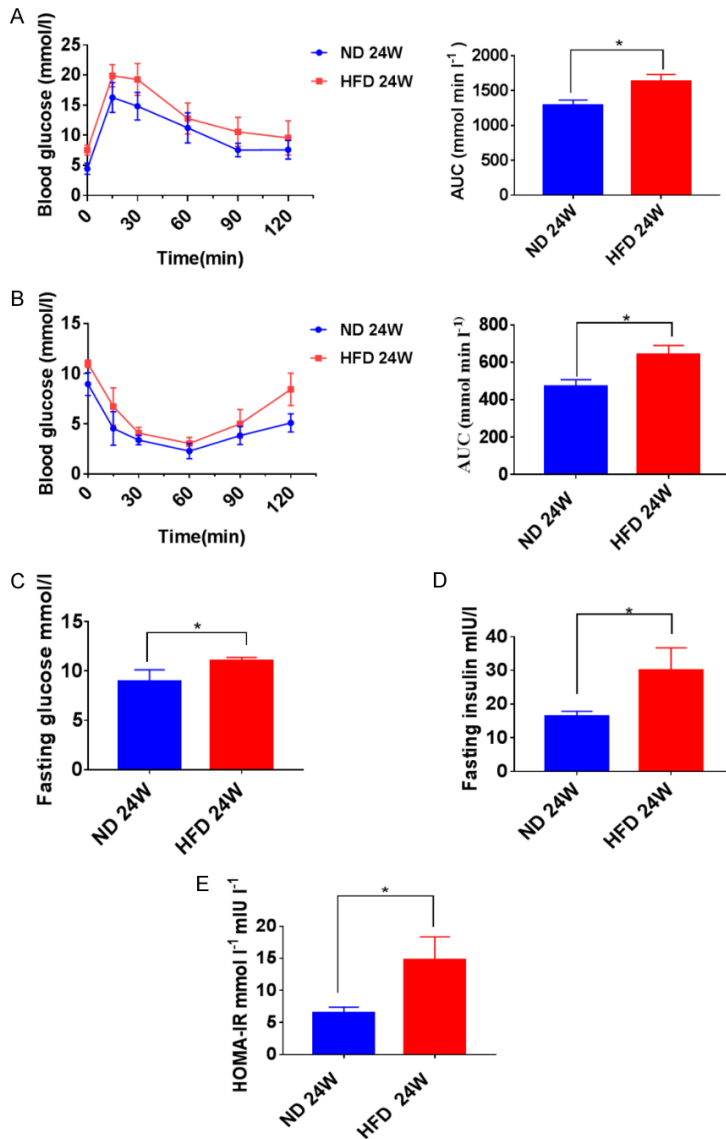 A
Blood glucose (mmol/l)
25
20
15
10
5
0
0
30
60
90
120
Time(min)
ND 24W
HFD 24W
AUC (mmol min l⁻¹)
2000
1500
1000
500
0
*
ND 24W
HFD 24W
B
Blood glucose (mmol/l)
15
10
5
0
0
30
60
90
120
Time(min)
ND 24W
HFD 24W
AUC (mmol min l⁻¹)
800
600
400
200
0
*
ND 24W
HFD 24W
C
Fasting glucose mmol/l
15
10
5
0
*
ND 24W
HFD 24W
D
Fasting insulin mIU/l
40
30
20
10
0
*
ND 24W
HFD 24W
E
HOMA-IR mmol l⁻¹ mIU l⁻¹
20
15
10
5
0
*
ND 24W
HFD 24W